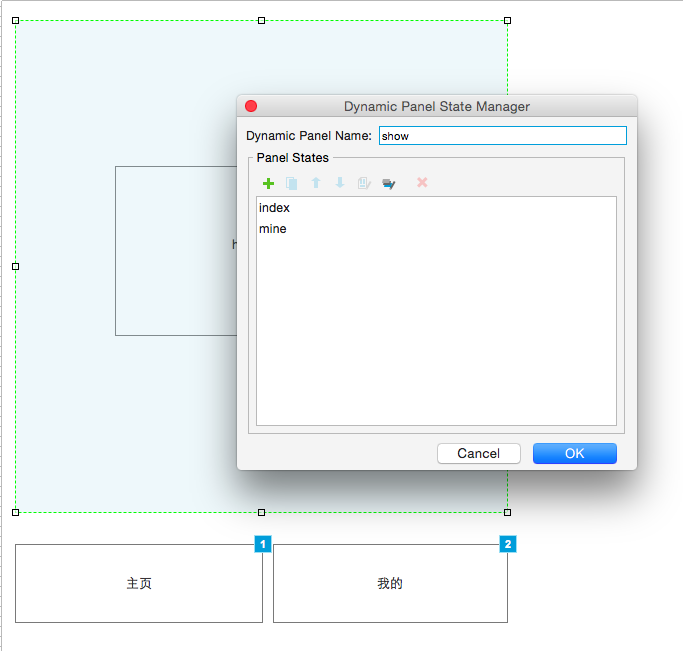 Dynamic Panel State Manager
Dynamic Panel Name: show
Panel States
index
mine
h
Cancel OK
1 2
主页 我的